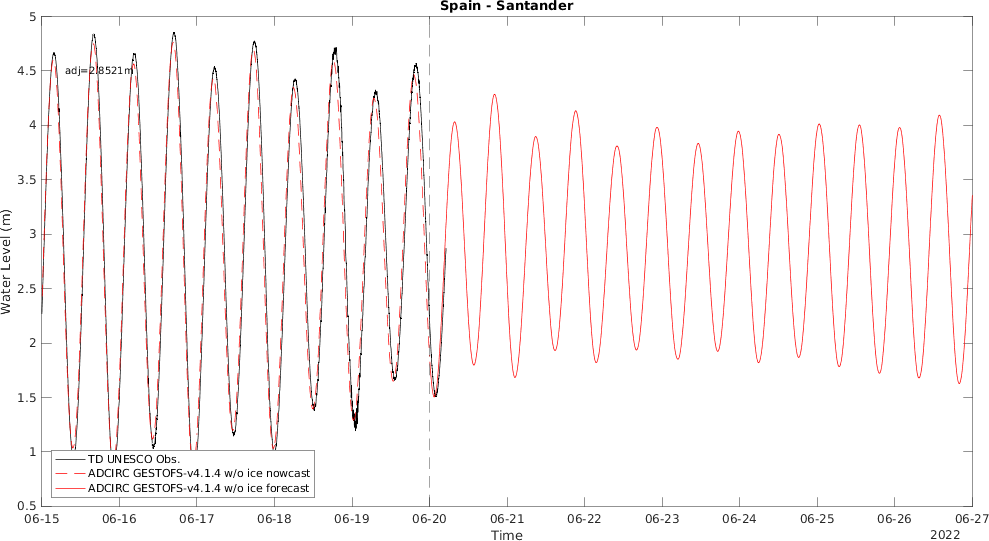 Spain - Santander
adj=2.8521m
Water Level (m)
5
4.5
4
3.5
3
2.5
2
1.5
1
0.5
TD UNESCO Obs.
ADCIRC GESTOFS-v4.1.4 w/o ice nowcast
ADCIRC GESTOFS-v4.1.4 w/o ice forecast
06-15 06-16 06-17 06-18 06-19 06-20 06-21 06-22 06-23 06-24 06-25 06-26 06-27
Time
2022